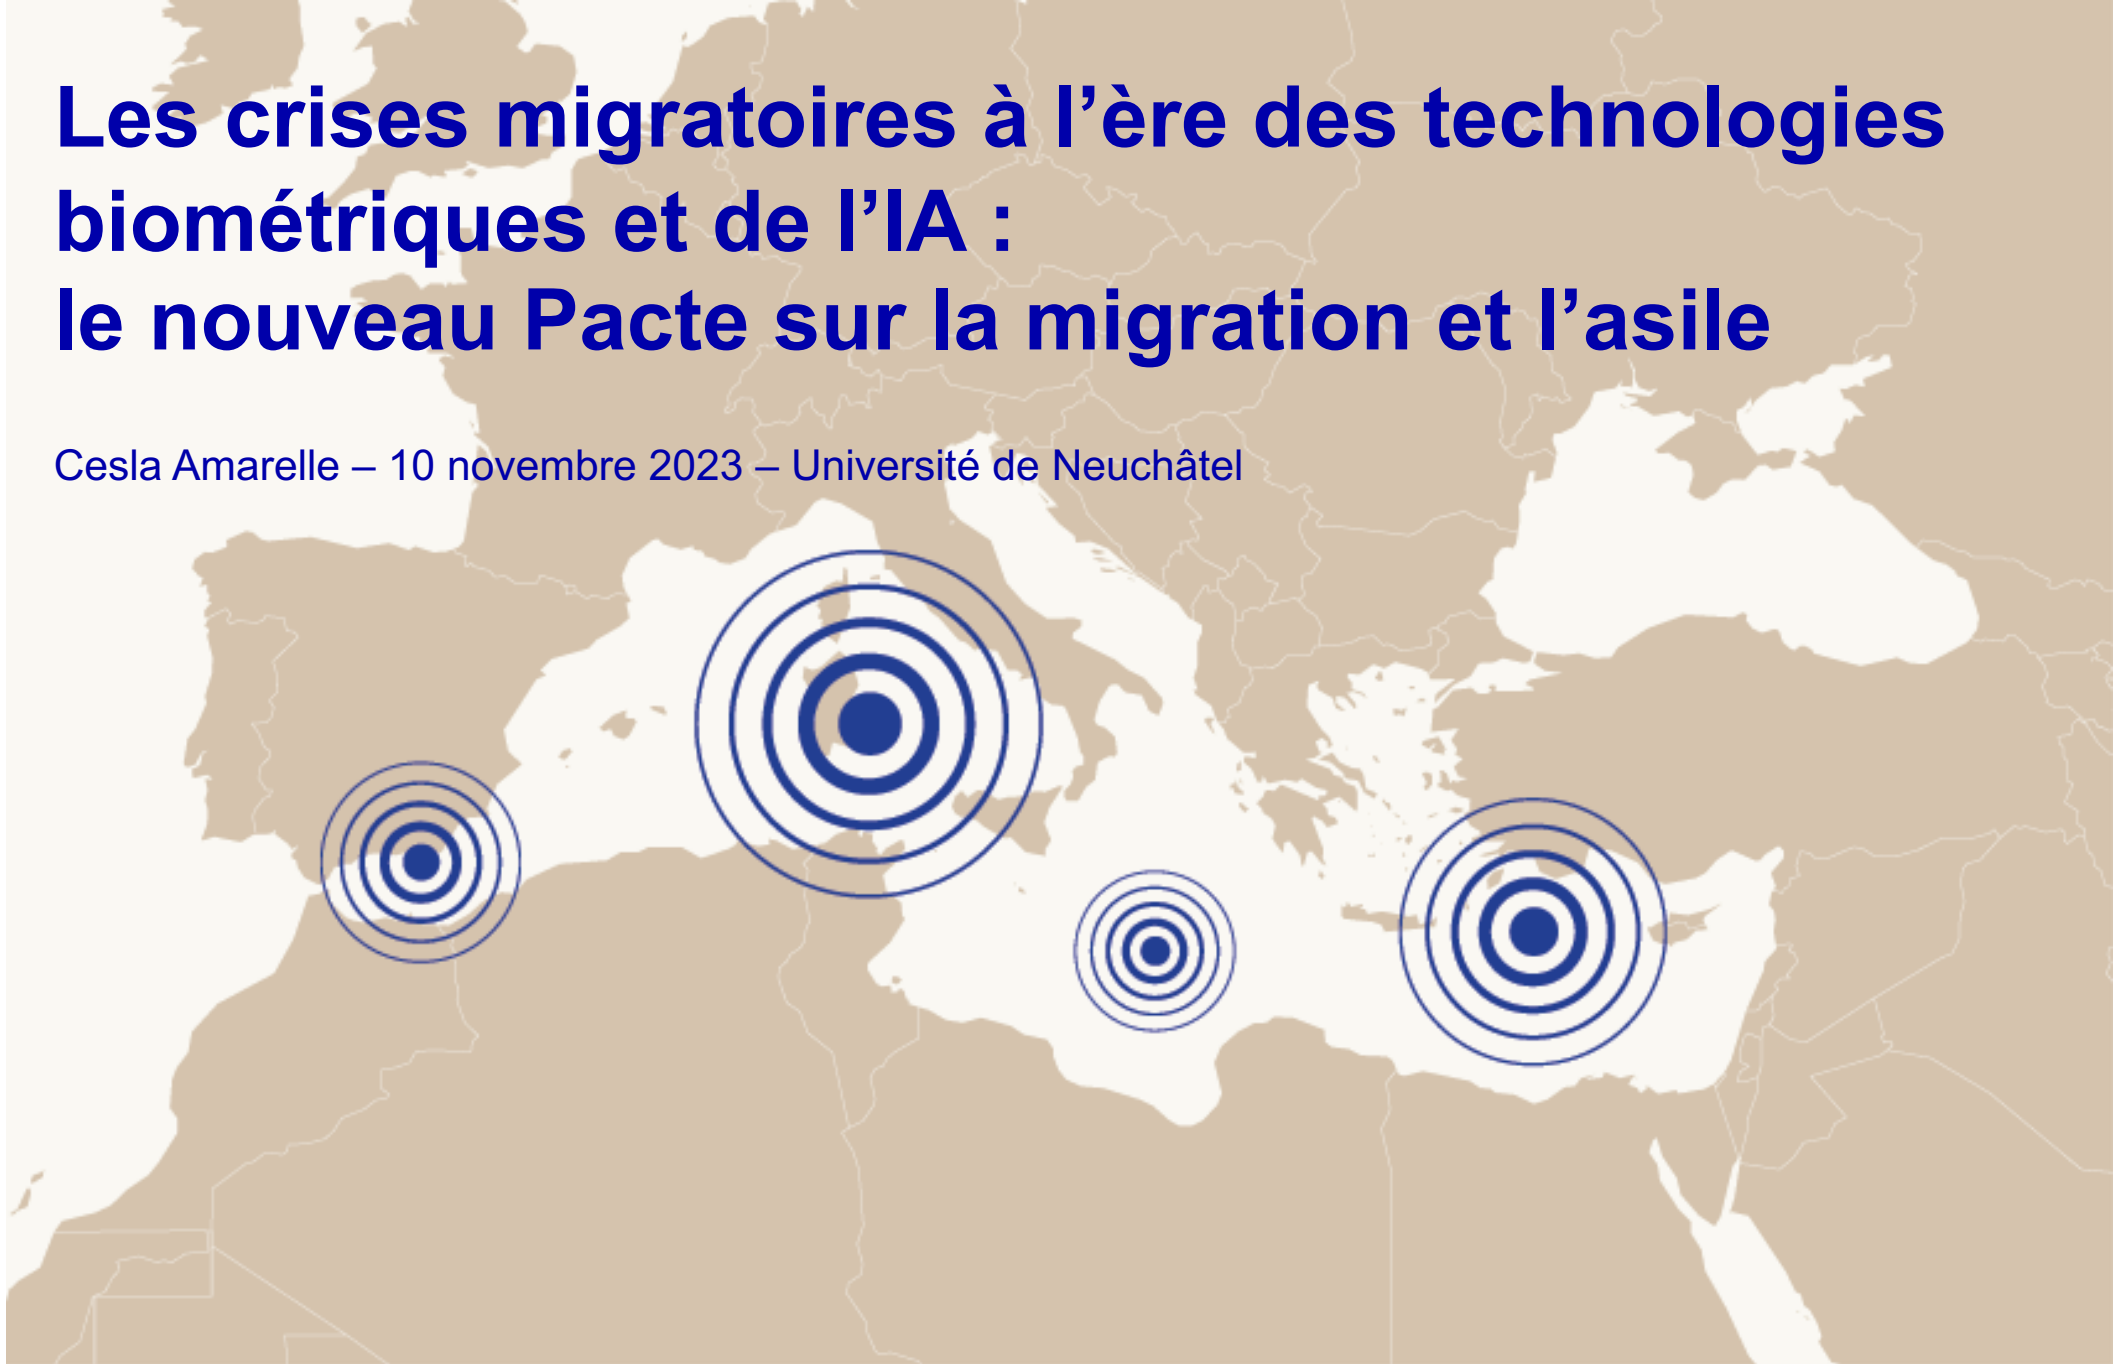 Les crises migratoires à l’ère des technologies
biométriques et de l’IA :
le nouveau Pacte sur la migration et l’asile
Cesla Amarelle – 10 novembre 2023 – Université de Neuchâtel